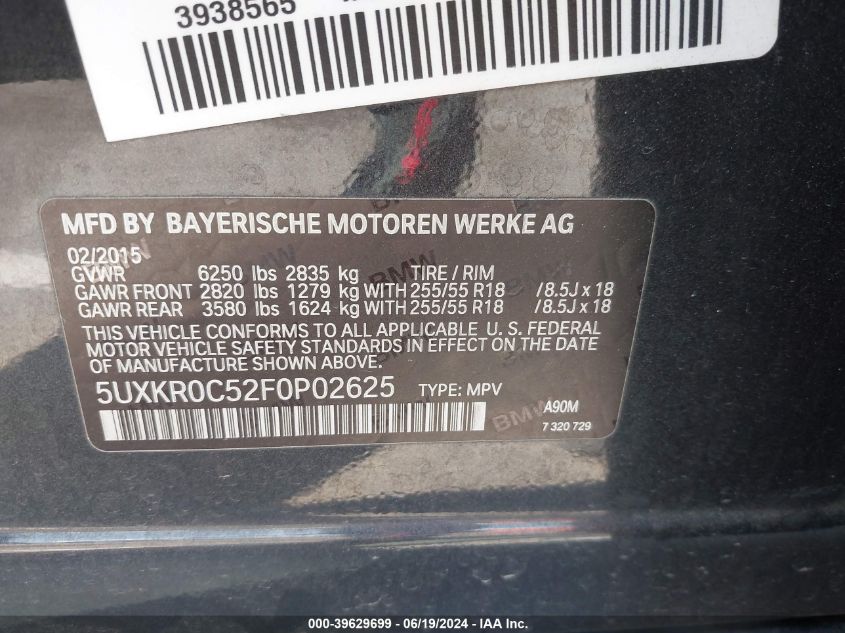 3938565
MFD BY BAYERISCHE MOTOREN WERKE AG
02/2015
GVWR 6250 lbs 2835 kg TIRE / RIM
GAWR FRONT 2820 lbs 1279 kg WITH 255/55 R18 /8.5J x 18
GAWR REAR 3580 lbs 1624 kg WITH 255/55 R18 /8.5J x 18
THIS VEHICLE CONFORMS TO ALL APPLICABLE U. S. FEDERAL
MOTOR VEHICLE SAFETY STANDARDS IN EFFECT ON THE DATE
OF MANUFACTURE SHOWN ABOVE.
5UXKR0C52F0P02625 TYPE: MPV
A90M
7 320 729
000-39629699 - 06/19/2024 - IAA Inc.